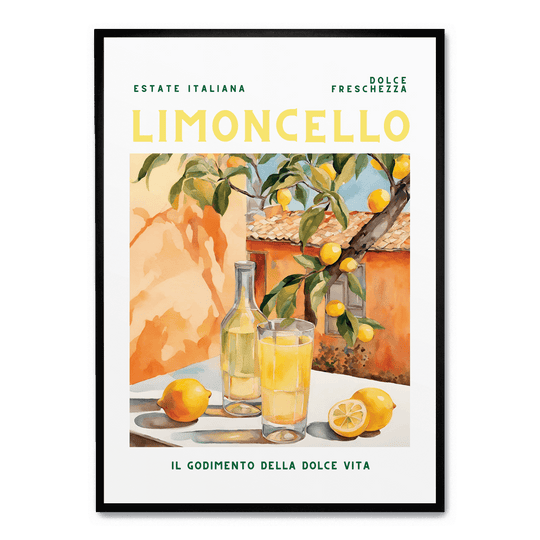 ESTATE ITALIANA
DOLCE
FRESCHEZZA
LIMONCELLO
IL GODIMENTO DELLA DOLCE VITA